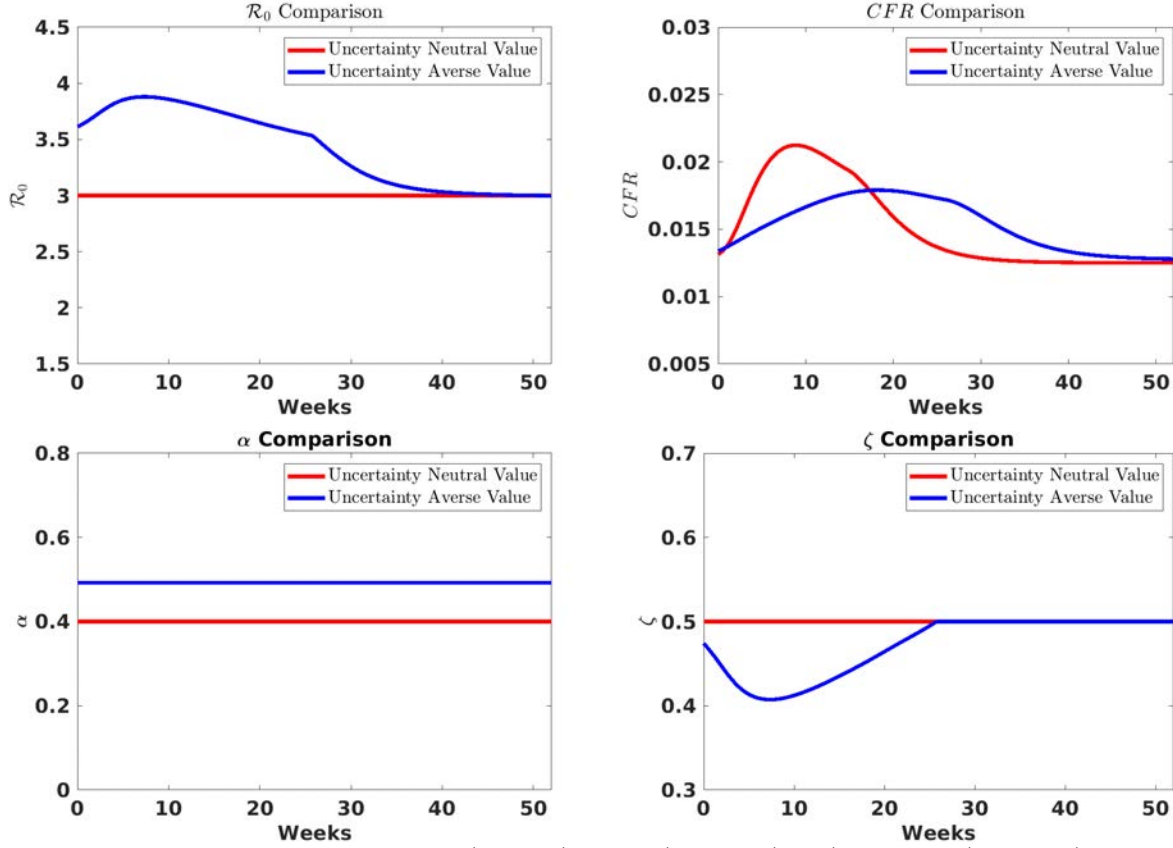 R₀ Comparison
4.5
4
3.5
3
2.5
2
1.5
R₀
0 10 20 30 40 50
Weeks
Uncertainty Neutral Value
Uncertainty Averse Value
CFR Comparison
0.03
0.025
0.02
0.015
0.01
0.005
CFR
0 10 20 30 40 50
Weeks
Uncertainty Neutral Value
Uncertainty Averse Value
α Comparison
0.8
0.6
0.4
0.2
0
α
0 10 20 30 40 50
Weeks
Uncertainty Neutral Value
Uncertainty Averse Value
ζ Comparison
0.7
0.6
0.5
0.4
0.3
ζ
0 10 20 30 40 50
Weeks
Uncertainty Neutral Value
Uncertainty Averse Value